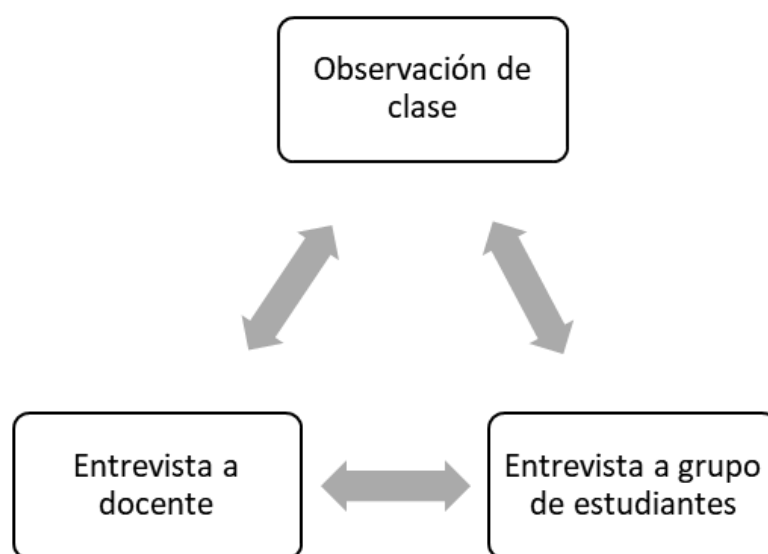 Observación de
clase
Entrevista a
docente
Entrevista a grupo
de estudiantes